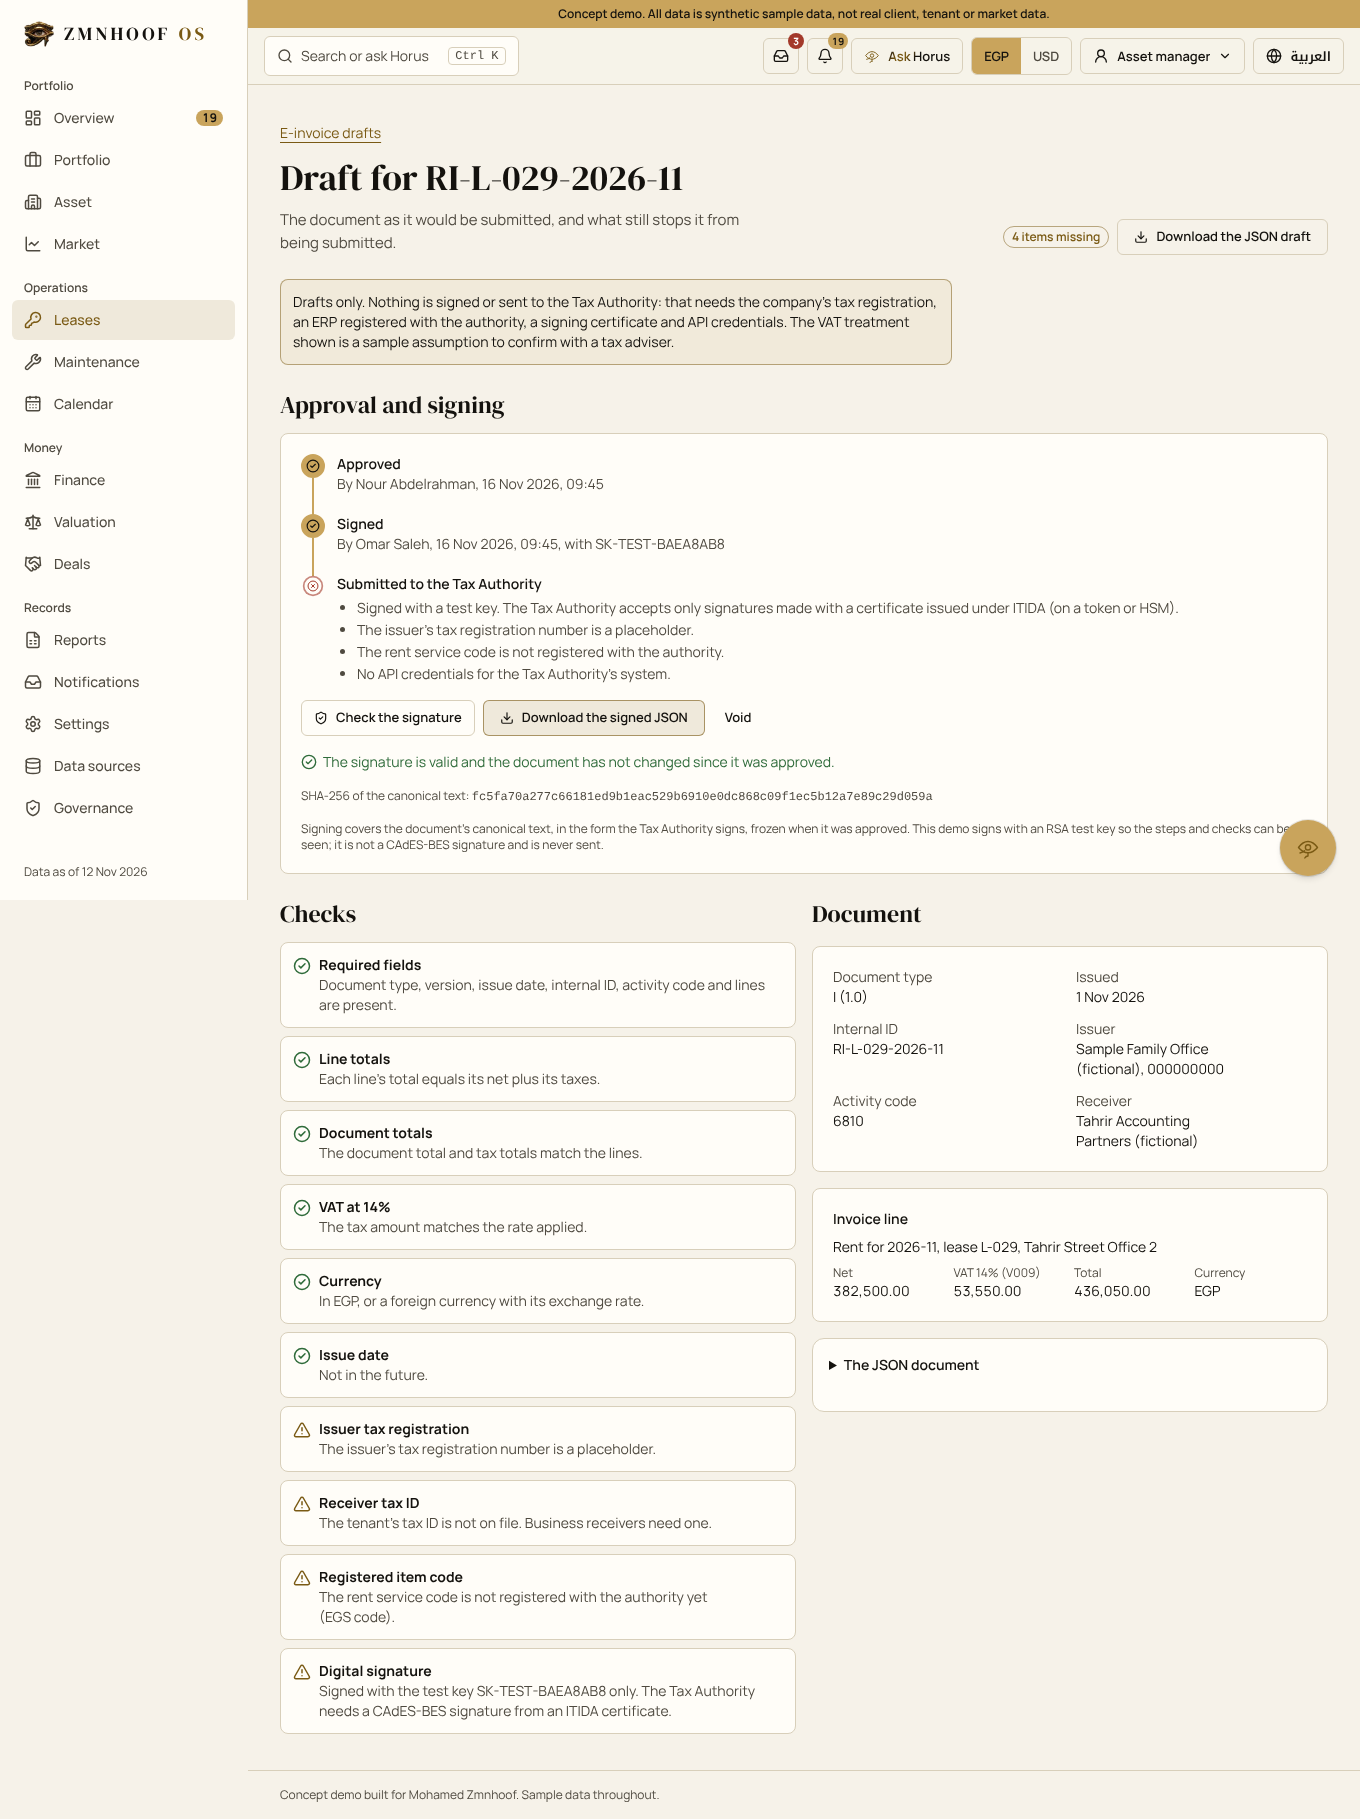 Concept demo. All data is synthetic sample data, not real client, tenant or market data.
ZMNHOOF OS
Search or ask Horus
Ctrl K
3
19
Ask Horus
EGP
USD
Asset manager
العربية
Portfolio
Overview
19
Portfolio
Asset
Market
Operations
Leases
Maintenance
Calendar
Money
Finance
Valuation
Deals
Records
Reports
Notifications
Settings
Data sources
Governance
Data as of 12 Nov 2026
E-invoice drafts
Draft for RI-L-029-2026-11
The document as it would be submitted, and what still stops it from
being submitted.
4 items missing
Download the JSON draft
Drafts only. Nothing is signed or sent to the Tax Authority: that needs the company's tax registration,
an ERP registered with the authority, a signing certificate and API credentials. The VAT treatment
shown is a sample assumption to confirm with a tax adviser.
Approval and signing
Approved
By Nour Abdelrahman, 16 Nov 2026, 09:45
Signed
By Omar Saleh, 16 Nov 2026, 09:45, with SK-TEST-BAEA8AB8
Submitted to the Tax Authority
Signed with a test key. The Tax Authority accepts only signatures made with a certificate issued under ITIDA (on a token or HSM).
The issuer's tax registration number is a placeholder.
The rent service code is not registered with the authority.
No API credentials for the Tax Authority's system.
Check the signature
Download the signed JSON
Void
The signature is valid and the document has not changed since it was approved.
SHA-256 of the canonical text: fc5fa70a277c66181ed9b1eac529b6910e0dc868c09f1ec5b12a7e89c29d059a
Signing covers the document's canonical text, in the form the Tax Authority signs, frozen when it was approved. This demo signs with an RSA test key so the steps and checks can be
seen; it is not a CAdES-BES signature and is never sent.
Checks
Required fields
Document type, version, issue date, internal ID, activity code and lines
are present.
Line totals
Each line's total equals its net plus its taxes.
Document totals
The document total and tax totals match the lines.
VAT at 14%
The tax amount matches the rate applied.
Currency
In EGP, or a foreign currency with its exchange rate.
Issue date
Not in the future.
Issuer tax registration
The issuer's tax registration number is a placeholder.
Receiver tax ID
The tenant's tax ID is not on file. Business receivers need one.
Registered item code
The rent service code is not registered with the authority yet
(EGS code).
Digital signature
Signed with the test key SK-TEST-BAEA8AB8 only. The Tax Authority
needs a CAdES-BES signature from an ITIDA certificate.
Document
Document type
I (1.0)
Issued
1 Nov 2026
Internal ID
RI-L-029-2026-11
Issuer
Sample Family Office
(fictional), 000000000
Activity code
6810
Receiver
Tahrir Accounting
Partners (fictional)
Invoice line
Rent for 2026-11, lease L-029, Tahrir Street Office 2
Net
VAT 14% (V009)
Total
Currency
382,500.00
53,550.00
436,050.00
EGP
The JSON document
Concept demo built for Mohamed Zmnhoof. Sample data throughout.